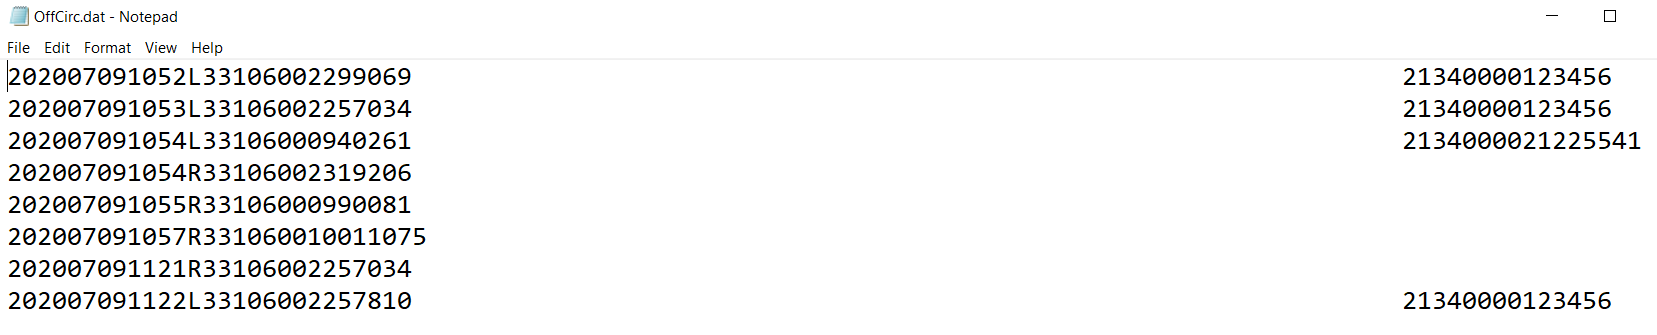 OffCirc.dat - Notepad
File Edit Format View Help
202007091052L33106002299069 21340000123456
202007091053L33106002257034 21340000123456
202007091054L33106000940261 2134000021225541
202007091054R33106002319206
202007091055R33106000990081
202007091057R331060010011075
202007091121R33106002257034
202007091122L33106002257810 21340000123456